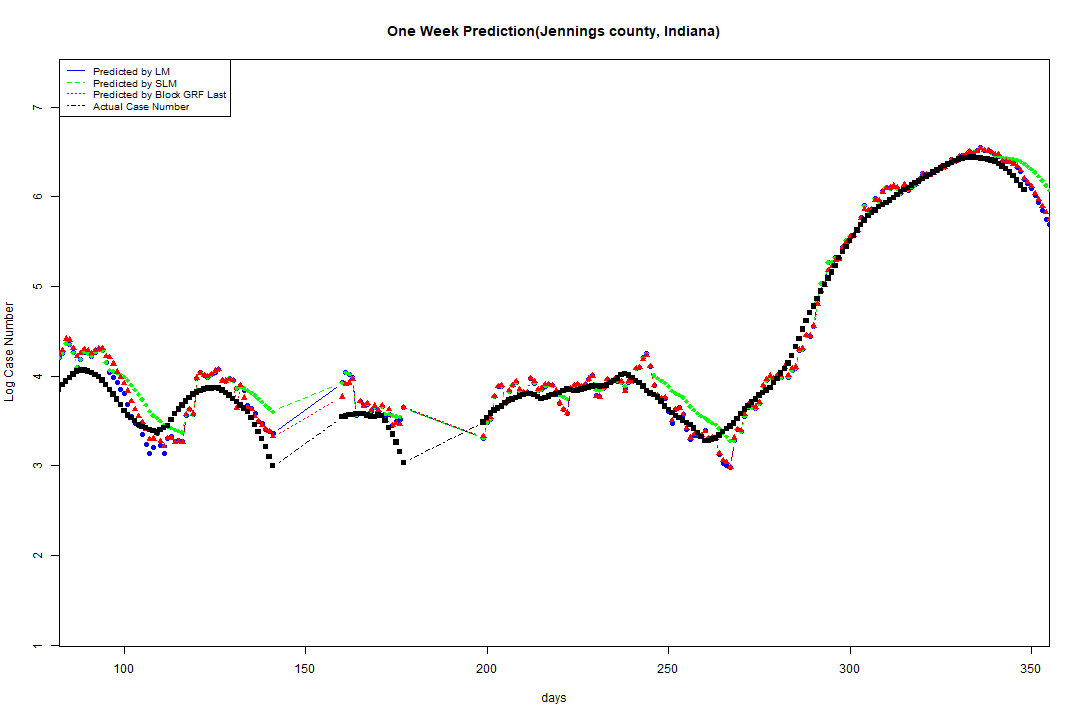 One Week Prediction(Jennings county, Indiana)
Predicted by LM
Predicted by SLM
Predicted by Block GRF Last
Actual Case Number
7
6
5
4
3
2
1
Log Case Number
100 150 200 250 300 350
days